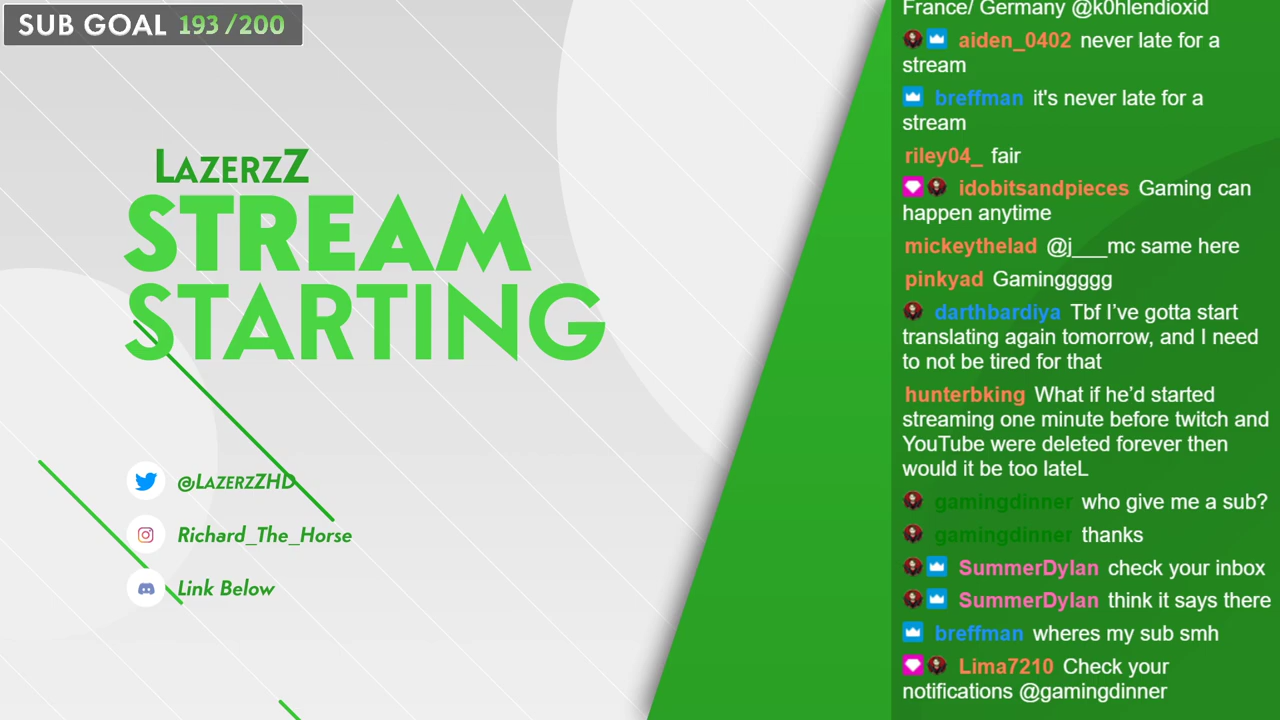 SUB GOAL 193/200
LAZERZZ
STREAM
STARTING
@LAZERZZHD
Richard_The_Horse
Link Below
France/ Germany @k0hlendioxid
aiden_0402 never late for a
stream
breffman it's never late for a
stream
riley04_ fair
idobitsandpieces Gaming can
happen anytime
mickeythelad @j___mc same here
pinkyad Gaminggggg
darthbardiya Tbf I’ve gotta start
translating again tomorrow, and I need
to not be tired for that
hunterbking What if he’d started
streaming one minute before twitch and
YouTube were deleted forever then
would it be too lateL
gamingdinner who give me a sub?
gamingdinner thanks
SummerDylan check your inbox
SummerDylan think it says there
breffman wheres my sub smh
Lima7210 Check your
notifications @gamingdinner